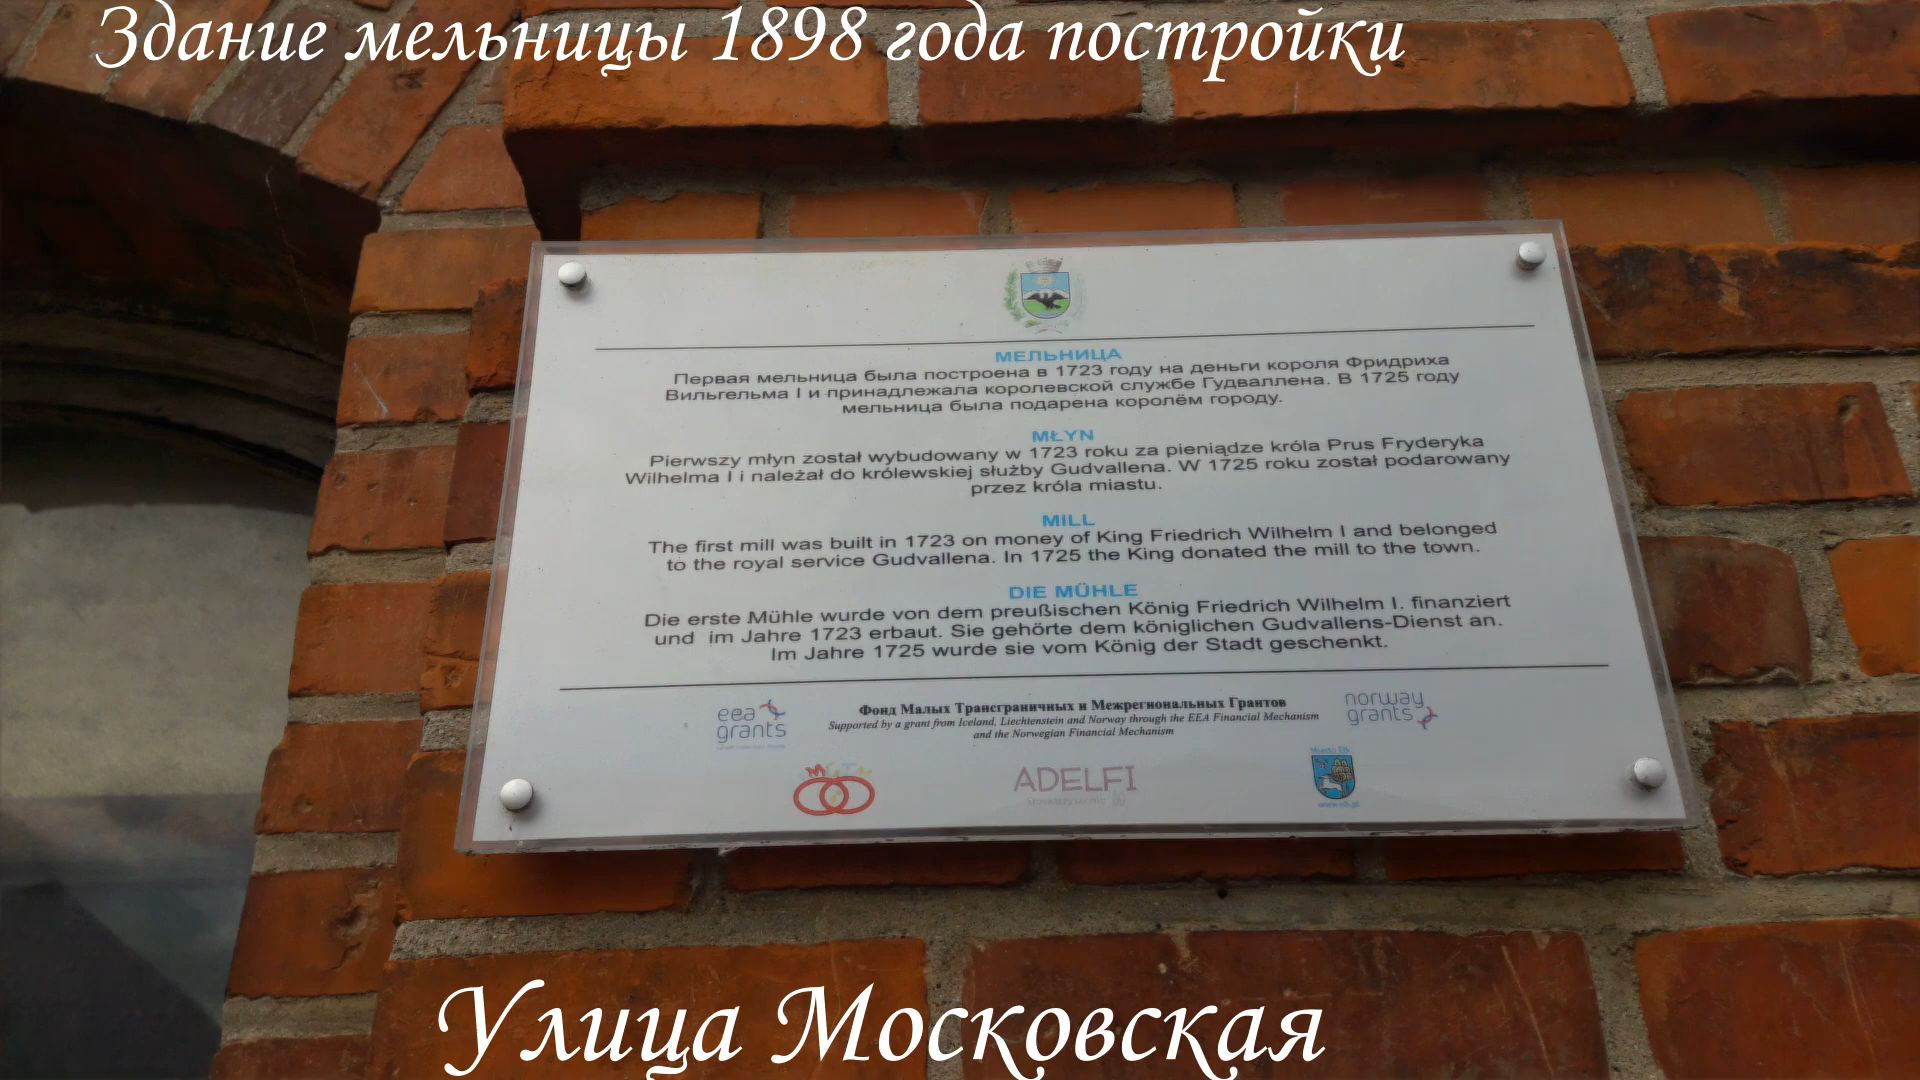 Здание мельницы 1898 года постройки
МЕЛЬНИЦА
Первая мельница была построена в 1723 году на деньги короля Фридриха
Вильгельма I и принадлежала королевской службе Гудваллена. В 1725 году
мельница была подарена королём городу.
MŁYN
Pierwszy młyn został wybudowany w 1723 roku za pieniądze króla Prus Fryderyka
Wilhelma I i należał do królewskiej służby Gudvallena. W 1725 roku został podarowany
przez króla miastu.
MILL
The first mill was built in 1723 on money of King Friedrich Wilhelm I and belonged
to the royal service Gudvallena. In 1725 the King donated the mill to the town.
DIE MÜHLE
Die erste Mühle wurde von dem preußischen König Friedrich Wilhelm I. finanziert
und im Jahre 1723 erbaut. Sie gehörte dem königlichen Gudvallens-Dienst an.
Im Jahre 1725 wurde sie vom König der Stadt geschenkt.
eea
grants
Фонд Малых Трансграничных и Межрегиональных Грантов
Supported by a grant from Iceland, Liechtenstein and Norway through the EEA Financial Mechanism
and the Norwegian Financial Mechanism
norway
grants
ADELFI
Stowarzyszenie
Miasto Ełk
www.elk.pl
Улица Московская